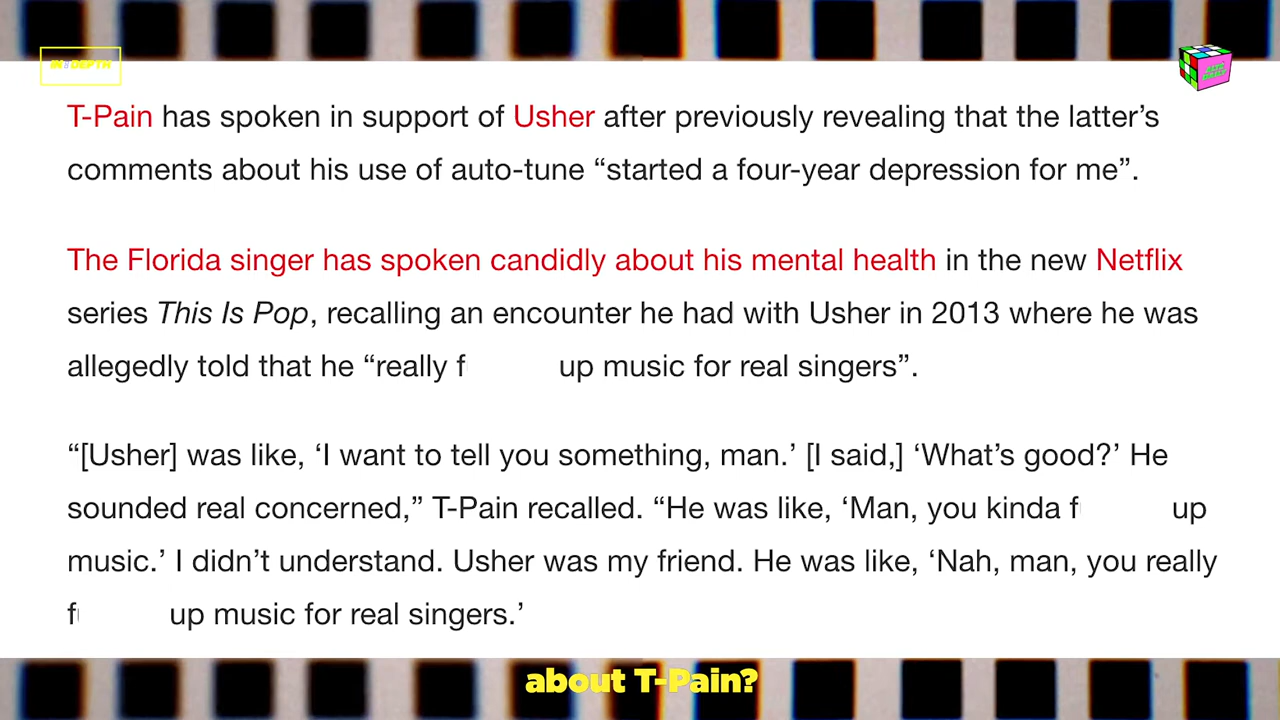 IN DEPTH
T-Pain has spoken in support of Usher after previously revealing that the latter’s
comments about his use of auto-tune “started a four-year depression for me”.
The Florida singer has spoken candidly about his mental health in the new Netflix
series This Is Pop, recalling an encounter he had with Usher in 2013 where he was
allegedly told that he “really f up music for real singers”.
“[Usher] was like, ‘I want to tell you something, man.’ [I said,] ‘What’s good?’ He
sounded real concerned,” T-Pain recalled. “He was like, ‘Man, you kinda f up
music.’ I didn’t understand. Usher was my friend. He was like, ‘Nah, man, you really
f up music for real singers.’
about T-Pain?